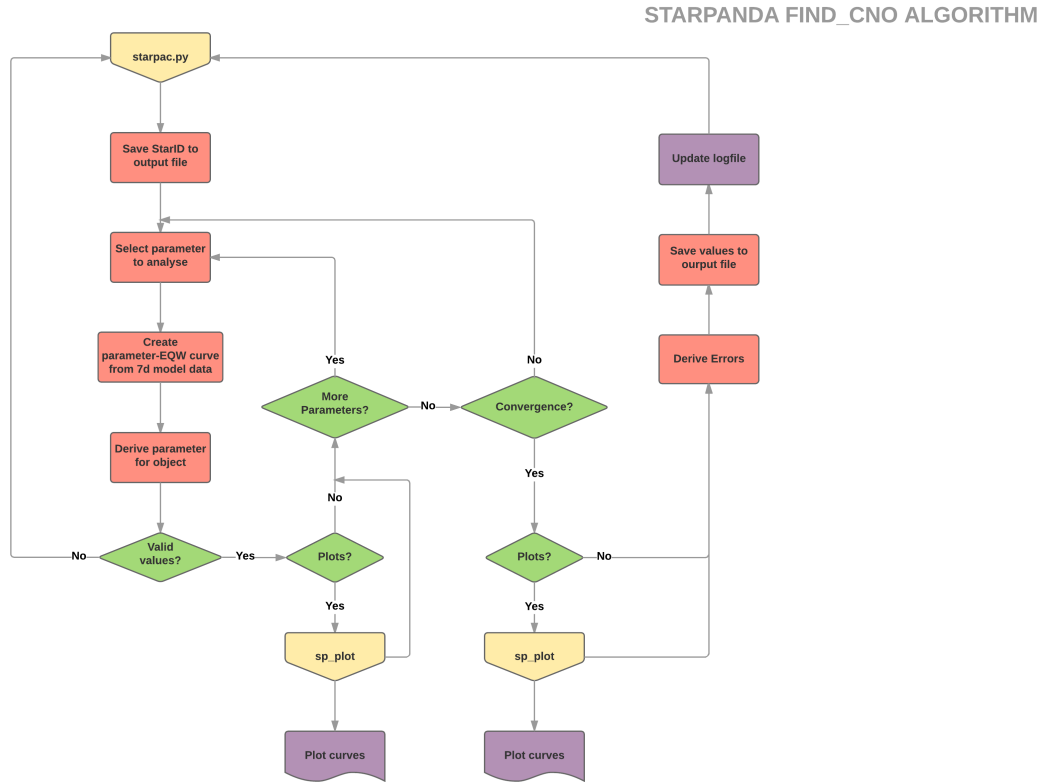 STARPANDA FIND_CNO ALGORITHM
starpac.py
Save StarID to
output file
Update logfile
Select parameter
to analyse
Save values to
ourput file
Create
parameter-EQW curve
from 7d model data
Yes
No
Derive Errors
More
Parameters?
No
Convergence?
Derive parameter
for object
Yes
No
Valid
values?
No
Yes
Plots?
Plots?
No
Yes
Yes
sp_plot
sp_plot
Plot curves
Plot curves